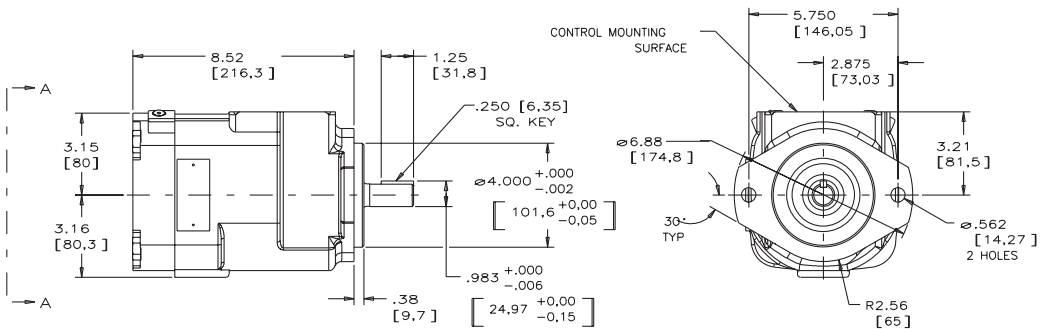 8.52
[216,3 ]
1.25
[31,8]
A
.250 [6,35]
SQ. KEY
3.15
[80]
⌀4.000 +.000
-.002
[ 101,6 +0,00 ]
-0,05
3.16
[80,3 ]
.983 +.000
-.006
[ 24,97 +0,00 ]
-0,15
.38
[9,7 ]
A
5.750
[146,05 ]
CONTROL MOUNTING
SURFACE
2.875
[73,03 ]
⌀6.88
[174,8 ]
3.21
[81,5]
30°
TYP
⌀.562
[14,27 ]
2 HOLES
R2.56
[65]